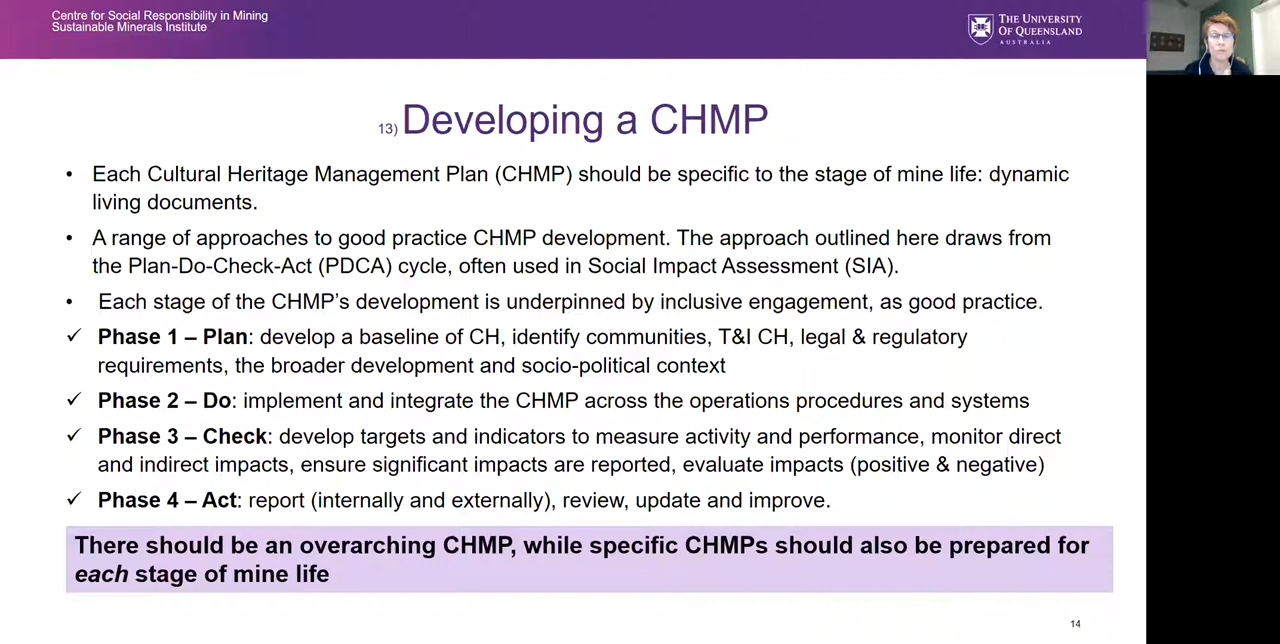 Centre for Social Responsibility in Mining
Sustainable Minerals Institute
THE UNIVERSITY
OF QUEENSLAND
AUSTRALIA
13) Developing a CHMP
• Each Cultural Heritage Management Plan (CHMP) should be specific to the stage of mine life: dynamic
living documents.
• A range of approaches to good practice CHMP development. The approach outlined here draws from
the Plan-Do-Check-Act (PDCA) cycle, often used in Social Impact Assessment (SIA).
• Each stage of the CHMP’s development is underpinned by inclusive engagement, as good practice.
✓ Phase 1 – Plan: develop a baseline of CH, identify communities, T&I CH, legal & regulatory
requirements, the broader development and socio-political context
✓ Phase 2 – Do: implement and integrate the CHMP across the operations procedures and systems
✓ Phase 3 – Check: develop targets and indicators to measure activity and performance, monitor direct
and indirect impacts, ensure significant impacts are reported, evaluate impacts (positive & negative)
✓ Phase 4 – Act: report (internally and externally), review, update and improve.
There should be an overarching CHMP, while specific CHMPs should also be prepared for
each stage of mine life
14